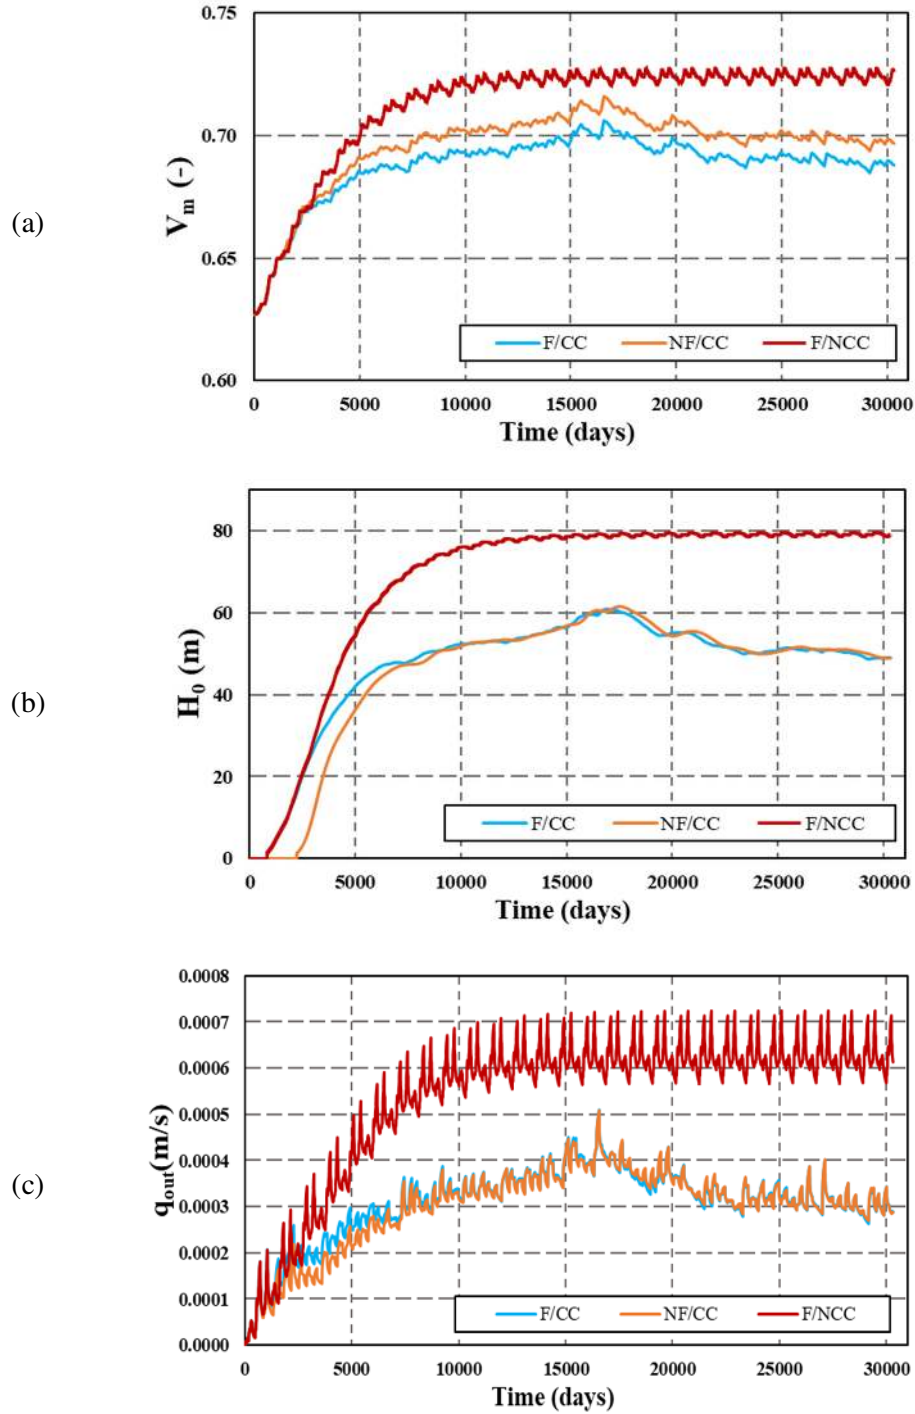 (a)
V_m (-)
0.75
0.70
0.65
0.60
F/CC NF/CC F/NCC
0 5000 10000 15000 20000 25000 30000
Time (days)
(b)
H_0 (m)
80
60
40
20
0
F/CC NF/CC F/NCC
0 5000 10000 15000 20000 25000 30000
Time (days)
(c)
q_out(m/s)
0.0008
0.0007
0.0006
0.0005
0.0004
0.0003
0.0002
0.0001
0.0000
F/CC NF/CC F/NCC
0 5000 10000 15000 20000 25000 30000
Time (days)